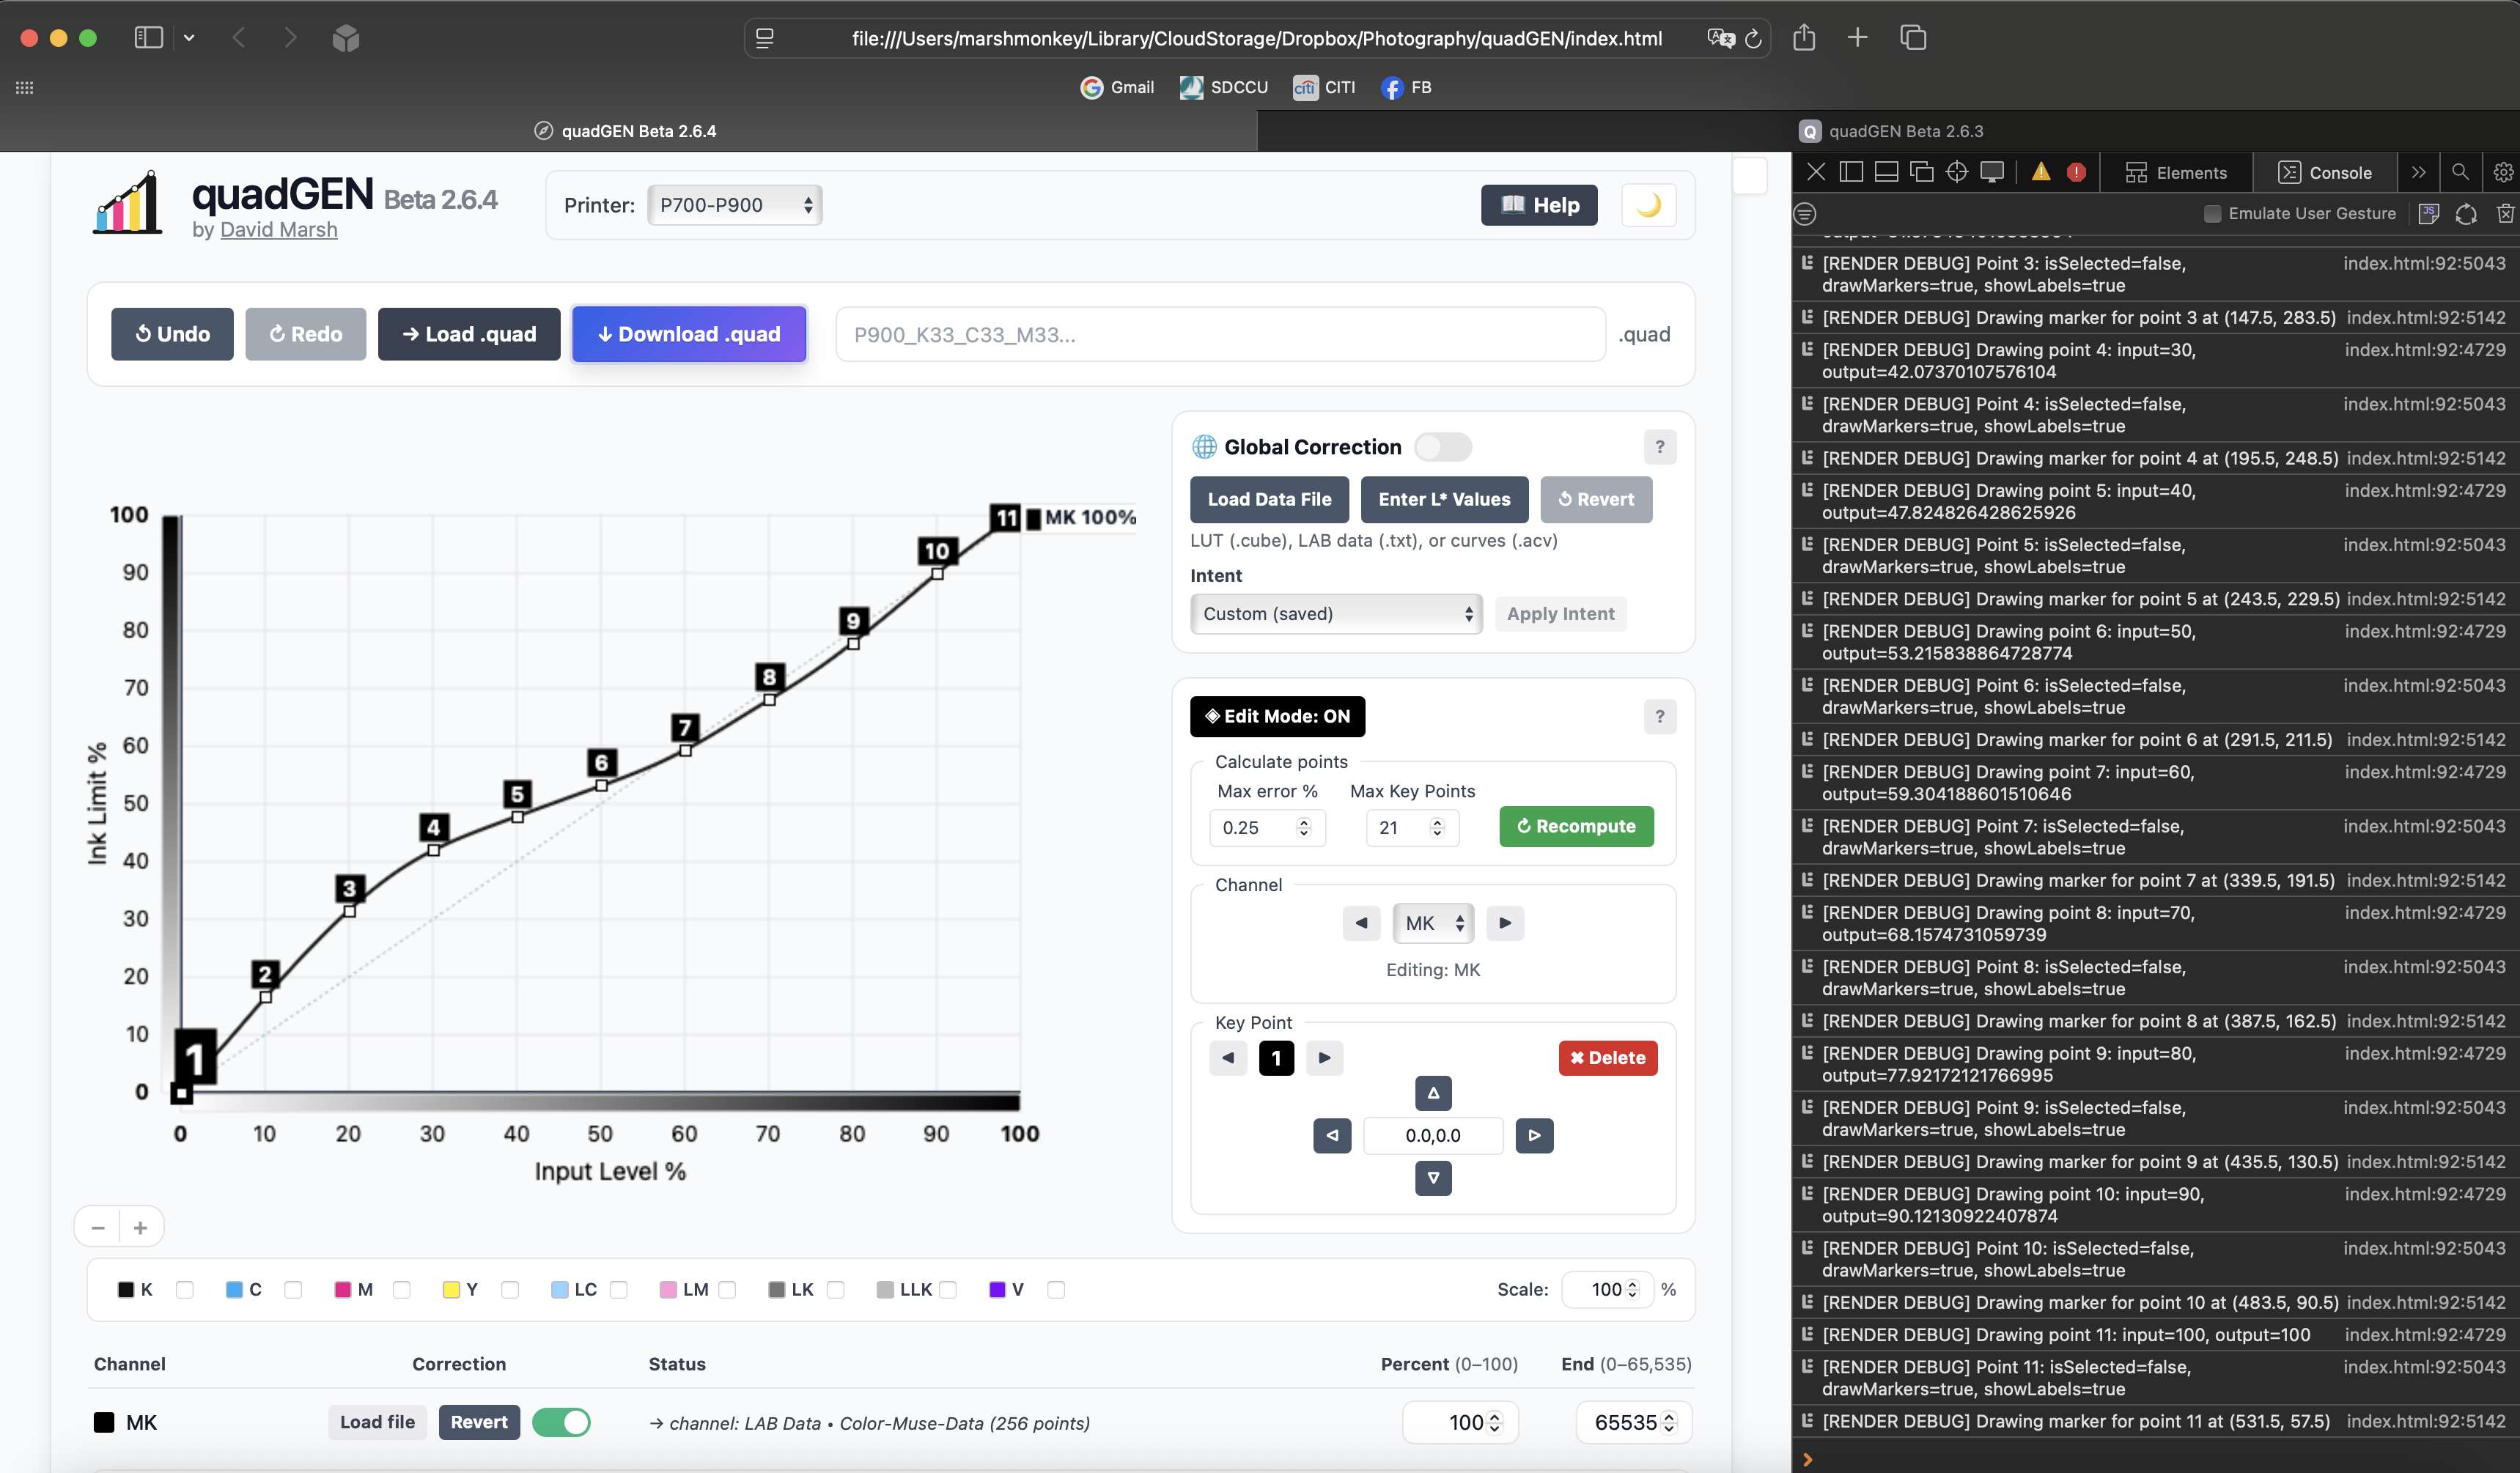 file:///Users/marshmonkey/Library/CloudStorage/Dropbox/Photography/quadGEN/index.html
Gmail SDCCU CITI FB
quadGEN Beta 2.6.4
Q quadGEN Beta 2.6.3
quadGEN Beta 2.6.4
by David Marsh
Printer: P700-P900
Help
Undo
Redo
→ Load .quad
↓ Download .quad
P900_K33_C33_M33...
.quad
Global Correction
?
Load Data File
Enter L* Values
Revert
LUT (.cube), LAB data (.txt), or curves (.acv)
Intent
Custom (saved)
Apply Intent
◈ Edit Mode: ON
?
Calculate points
Max error %
Max Key Points
0.25
21
Recompute
Channel
MK
Editing: MK
Key Point
1
✖ Delete
0.0,0.0
Ink Limit %
100
90
80
70
60
50
40
30
20
10
0
1
2
3
4
5
6
7
8
9
10
11
MK 100%
0 10 20 30 40 50 60 70 80 90 100
Input Level %
− +
K C M Y LC LM LK LLK V
Scale: 100 %
Channel Correction Status Percent (0–100) End (0–65,535)
MK Load file Revert → channel: LAB Data • Color-Muse-Data (256 points) 100 65535
Elements
Console
Emulate User Gesture
[RENDER DEBUG] Point 3: isSelected=false, index.html:92:5043
drawMarkers=true, showLabels=true
[RENDER DEBUG] Drawing marker for point 3 at (147.5, 283.5) index.html:92:5142
[RENDER DEBUG] Drawing point 4: input=30, index.html:92:4729
output=42.07370107576104
[RENDER DEBUG] Point 4: isSelected=false, index.html:92:5043
drawMarkers=true, showLabels=true
[RENDER DEBUG] Drawing marker for point 4 at (195.5, 248.5) index.html:92:5142
[RENDER DEBUG] Drawing point 5: input=40, index.html:92:4729
output=47.824826428625926
[RENDER DEBUG] Point 5: isSelected=false, index.html:92:5043
drawMarkers=true, showLabels=true
[RENDER DEBUG] Drawing marker for point 5 at (243.5, 229.5) index.html:92:5142
[RENDER DEBUG] Drawing point 6: input=50, index.html:92:4729
output=53.215838864728774
[RENDER DEBUG] Point 6: isSelected=false, index.html:92:5043
drawMarkers=true, showLabels=true
[RENDER DEBUG] Drawing marker for point 6 at (291.5, 211.5) index.html:92:5142
[RENDER DEBUG] Drawing point 7: input=60, index.html:92:4729
output=59.304188601510646
[RENDER DEBUG] Point 7: isSelected=false, index.html:92:5043
drawMarkers=true, showLabels=true
[RENDER DEBUG] Drawing marker for point 7 at (339.5, 191.5) index.html:92:5142
[RENDER DEBUG] Drawing point 8: input=70, index.html:92:4729
output=68.1574731059739
[RENDER DEBUG] Point 8: isSelected=false, index.html:92:5043
drawMarkers=true, showLabels=true
[RENDER DEBUG] Drawing marker for point 8 at (387.5, 162.5) index.html:92:5142
[RENDER DEBUG] Drawing point 9: input=80, index.html:92:4729
output=77.92172121766995
[RENDER DEBUG] Point 9: isSelected=false, index.html:92:5043
drawMarkers=true, showLabels=true
[RENDER DEBUG] Drawing marker for point 9 at (435.5, 130.5) index.html:92:5142
[RENDER DEBUG] Drawing point 10: input=90, index.html:92:4729
output=90.12130922407874
[RENDER DEBUG] Point 10: isSelected=false, index.html:92:5043
drawMarkers=true, showLabels=true
[RENDER DEBUG] Drawing marker for point 10 at (483.5, 90.5) index.html:92:5142
[RENDER DEBUG] Drawing point 11: input=100, output=100 index.html:92:4729
[RENDER DEBUG] Point 11: isSelected=false, index.html:92:5043
drawMarkers=true, showLabels=true
[RENDER DEBUG] Drawing marker for point 11 at (531.5, 57.5) index.html:92:5142